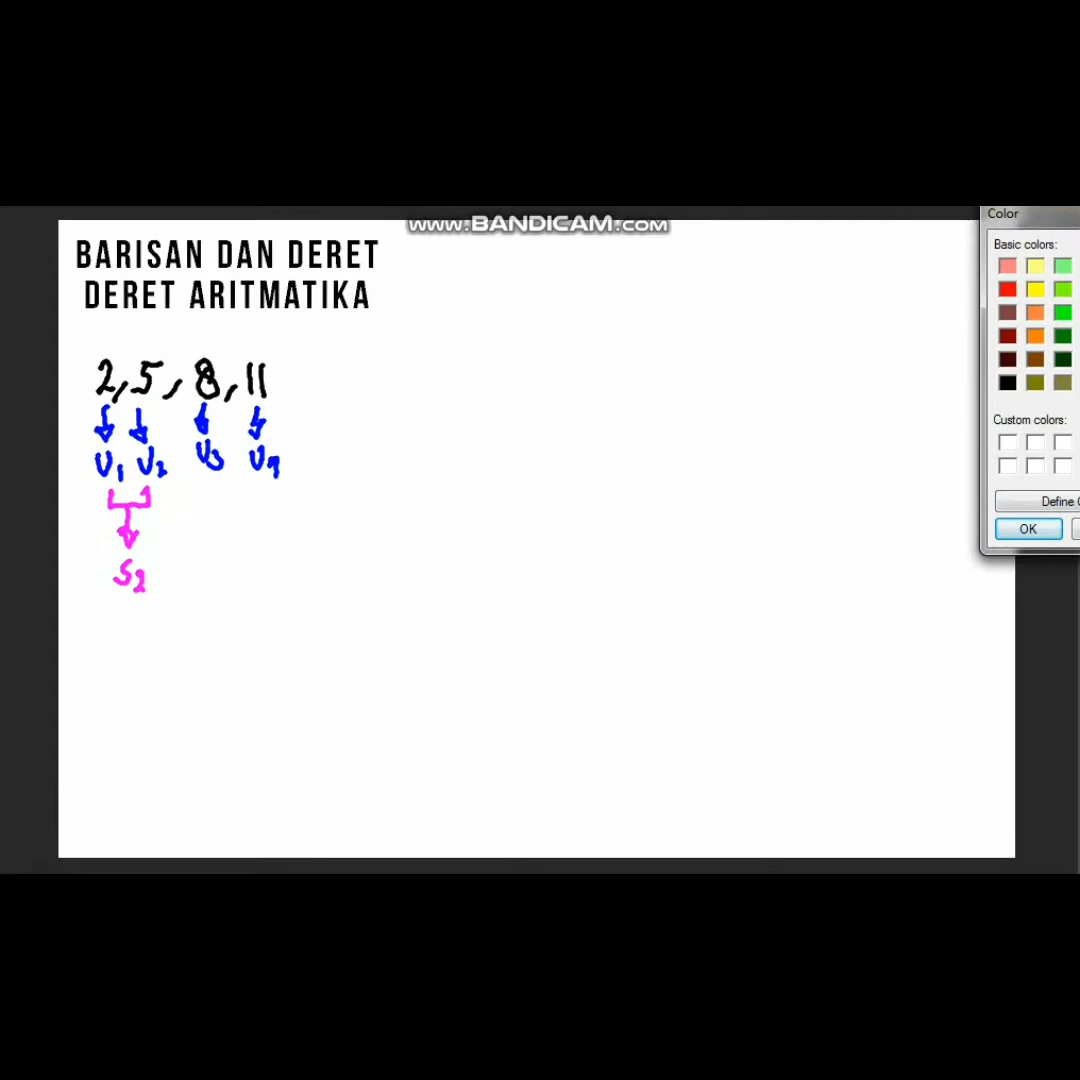 www.BANDICAM.com
Color
BARISAN DAN DERET
DERET ARITMATIKA
Basic colors:
2, 5, 8, 11
U1 U2 U3 U4
Custom colors:
Define
OK
S2